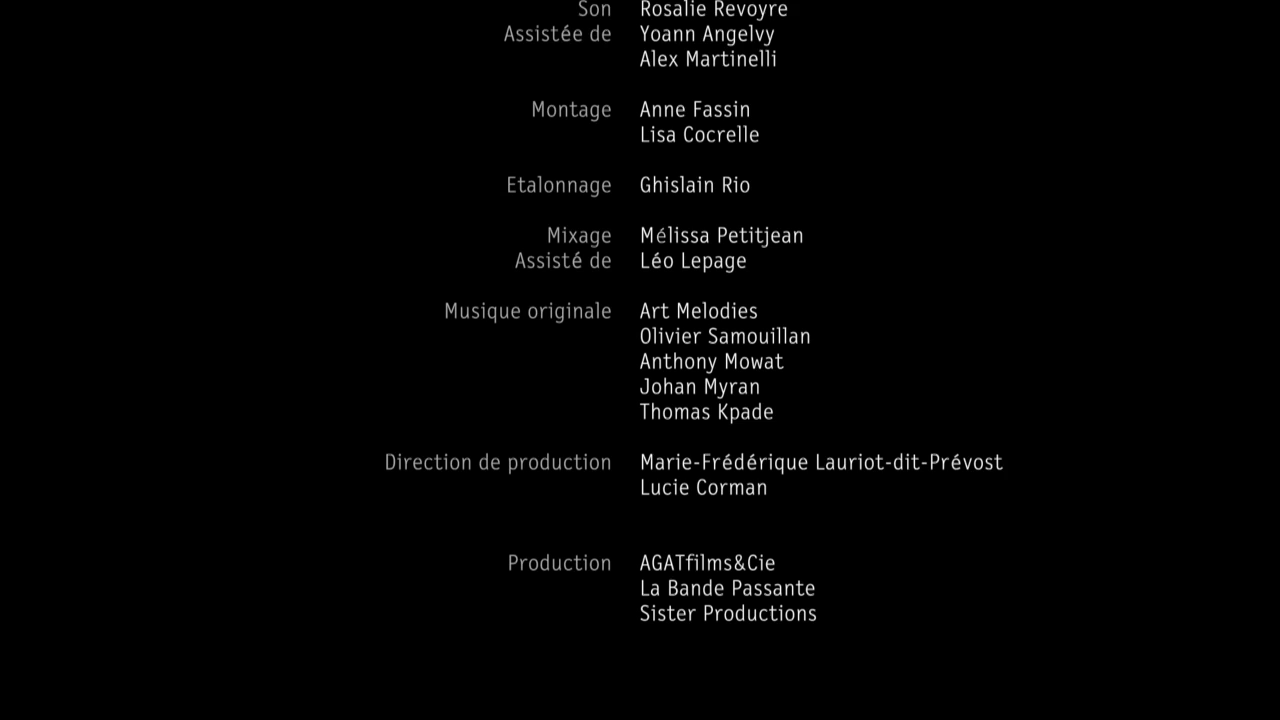 Son Rosalie Revoyre
Assistée de Yoann Angelvy
Alex Martinelli
Montage Anne Fassin
Lisa Cocrelle
Etalonnage Ghislain Rio
Mixage Mélissa Petitjean
Assisté de Léo Lepage
Musique originale Art Melodies
Olivier Samouillan
Anthony Mowat
Johan Myran
Thomas Kpade
Direction de production Marie-Frédérique Lauriot-dit-Prévost
Lucie Corman
Production AGATfilms&Cie
La Bande Passante
Sister Productions